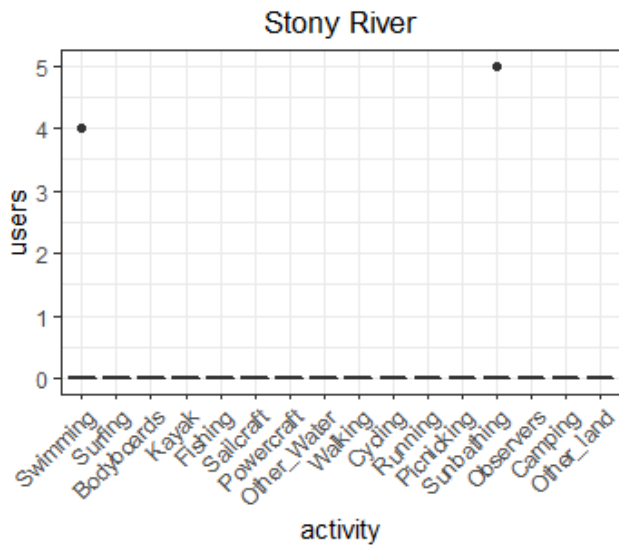 Stony River
5
4
3
2
1
0
users
Swimming
Surfing
Bodyboards
Kayak
Fishing
Sailcraft
Powercraft
Other_Water
Walking
Cycling
Running
Picnicking
Sunbathing
Observers
Camping
Other_land
activity